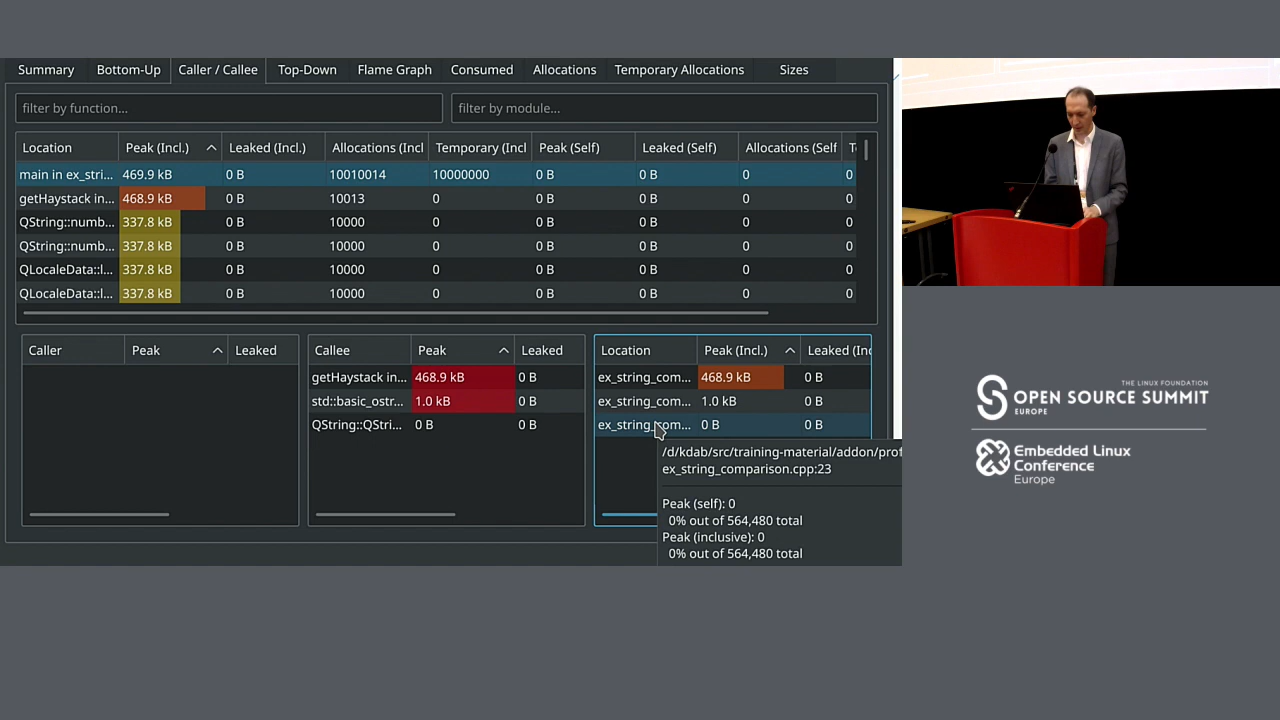 Summary Bottom-Up Caller / Callee Top-Down Flame Graph Consumed Allocations Temporary Allocations Sizes
filter by function... filter by module...
Location Peak (Incl.) Leaked (Incl.) Allocations (Incl Temporary (Incl Peak (Self) Leaked (Self) Allocations (Self
main in ex_stri... 469.9 kB 0 B 10010014 10000000 0 B 0 B 0 0
getHaystack in... 468.9 kB 0 B 10013 0 0 B 0 B 0 0
QString::numb... 337.8 kB 0 B 10000 0 0 B 0 B 0 0
QString::numb... 337.8 kB 0 B 10000 0 0 B 0 B 0 0
QLocaleData::l... 337.8 kB 0 B 10000 0 0 B 0 B 0 0
QLocaleData::l... 337.8 kB 0 B 10000 0 0 B 0 B 0 0
Caller Peak Leaked
Callee Peak Leaked
getHaystack in... 468.9 kB 0 B
std::basic_ostr... 1.0 kB 0 B
QString::QStri... 0 B 0 B
Location Peak (Incl.) Leaked (Inc
ex_string_com... 468.9 kB 0 B
ex_string_com... 1.0 kB 0 B
ex_string_com... 0 B 0 B
/d/kdab/src/training-material/addon/prof
ex_string_comparison.cpp:23
Peak (self): 0
0% out of 564,480 total
Peak (inclusive): 0
0% out of 564,480 total
THE LINUX FOUNDATION
OPEN SOURCE SUMMIT
EUROPE
Embedded Linux
Conference
Europe